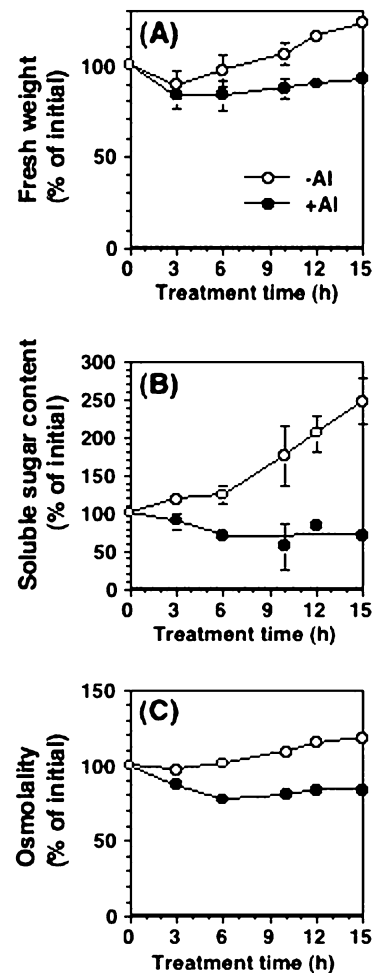 (A)
Fresh weight
(% of initial)
100
50
0
-Al
+Al
0 3 6 9 12 15
Treatment time (h)
(B)
Soluble sugar content
(% of initial)
300
250
200
150
100
50
0
0 3 6 9 12 15
Treatment time (h)
(C)
Osmolality
(% of initial)
150
100
50
0
0 3 6 9 12 15
Treatment time (h)